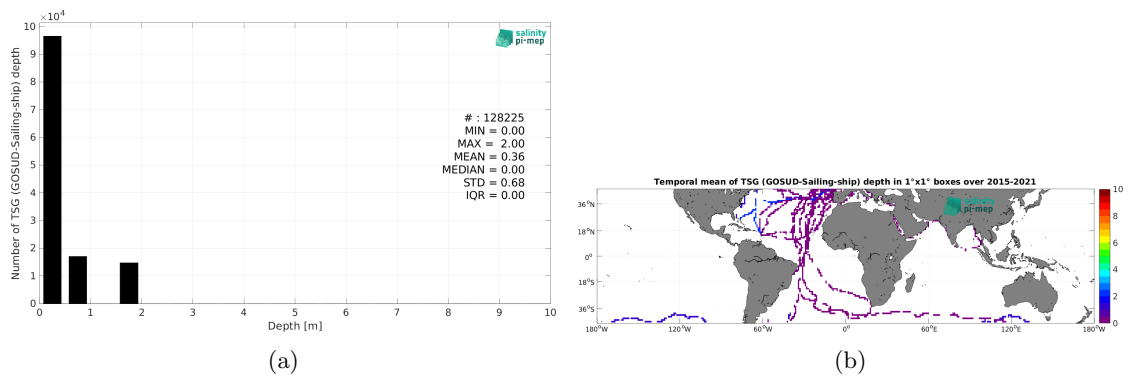 ×10⁴
10
9
8
7
6
5
4
3
2
1
0
Number of TSG (GOSUD-Sailing-ship) depth
salinity
pi-mep
# : 128225
MIN = 0.00
MAX = 2.00
MEAN = 0.36
MEDIAN = 0.00
STD = 0.68
IQR = 0.00
0 1 2 3 4 5 6 7 8 9 10
Depth [m]
(a)
Temporal mean of TSG (GOSUD-Sailing-ship) depth in 1°x1° boxes over 2015-2021
36°N
18°N
0°
18°S
36°S
salinity
pi-mep
180°W 120°W 60°W 0° 60°E 120°E 180°W
10
8
6
4
2
0
(b)